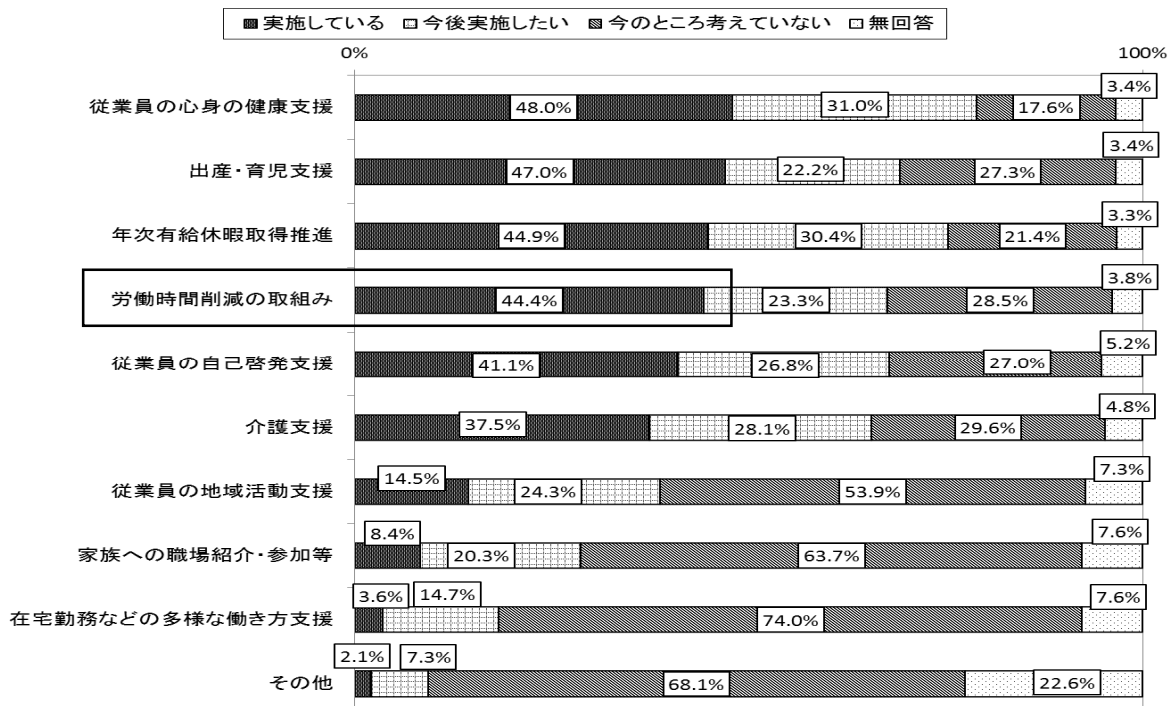 実施している 今後実施したい 今のところ考えていない 無回答
0% 100%
従業員の心身の健康支援 48.0% 31.0% 17.6% 3.4%
出産・育児支援 47.0% 22.2% 27.3% 3.4%
年次有給休暇取得推進 44.9% 30.4% 21.4% 3.3%
労働時間削減の取組み 44.4% 23.3% 28.5% 3.8%
従業員の自己啓発支援 41.1% 26.8% 27.0% 5.2%
介護支援 37.5% 28.1% 29.6% 4.8%
従業員の地域活動支援 14.5% 24.3% 53.9% 7.3%
家族への職場紹介・参加等 8.4% 20.3% 63.7% 7.6%
在宅勤務などの多様な働き方支援 3.6% 14.7% 74.0% 7.6%
その他 2.1% 7.3% 68.1% 22.6%